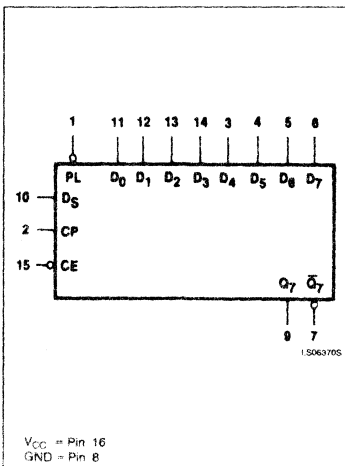 1 11 12 13 14 3 4 5 6
PL D0 D1 D2 D3 D4 D5 D6 D7
10 DS
2 CP
15 CE
Q7 Q̅7
9 7
LS06370S
VCC = Pin 16
GND = Pin 8